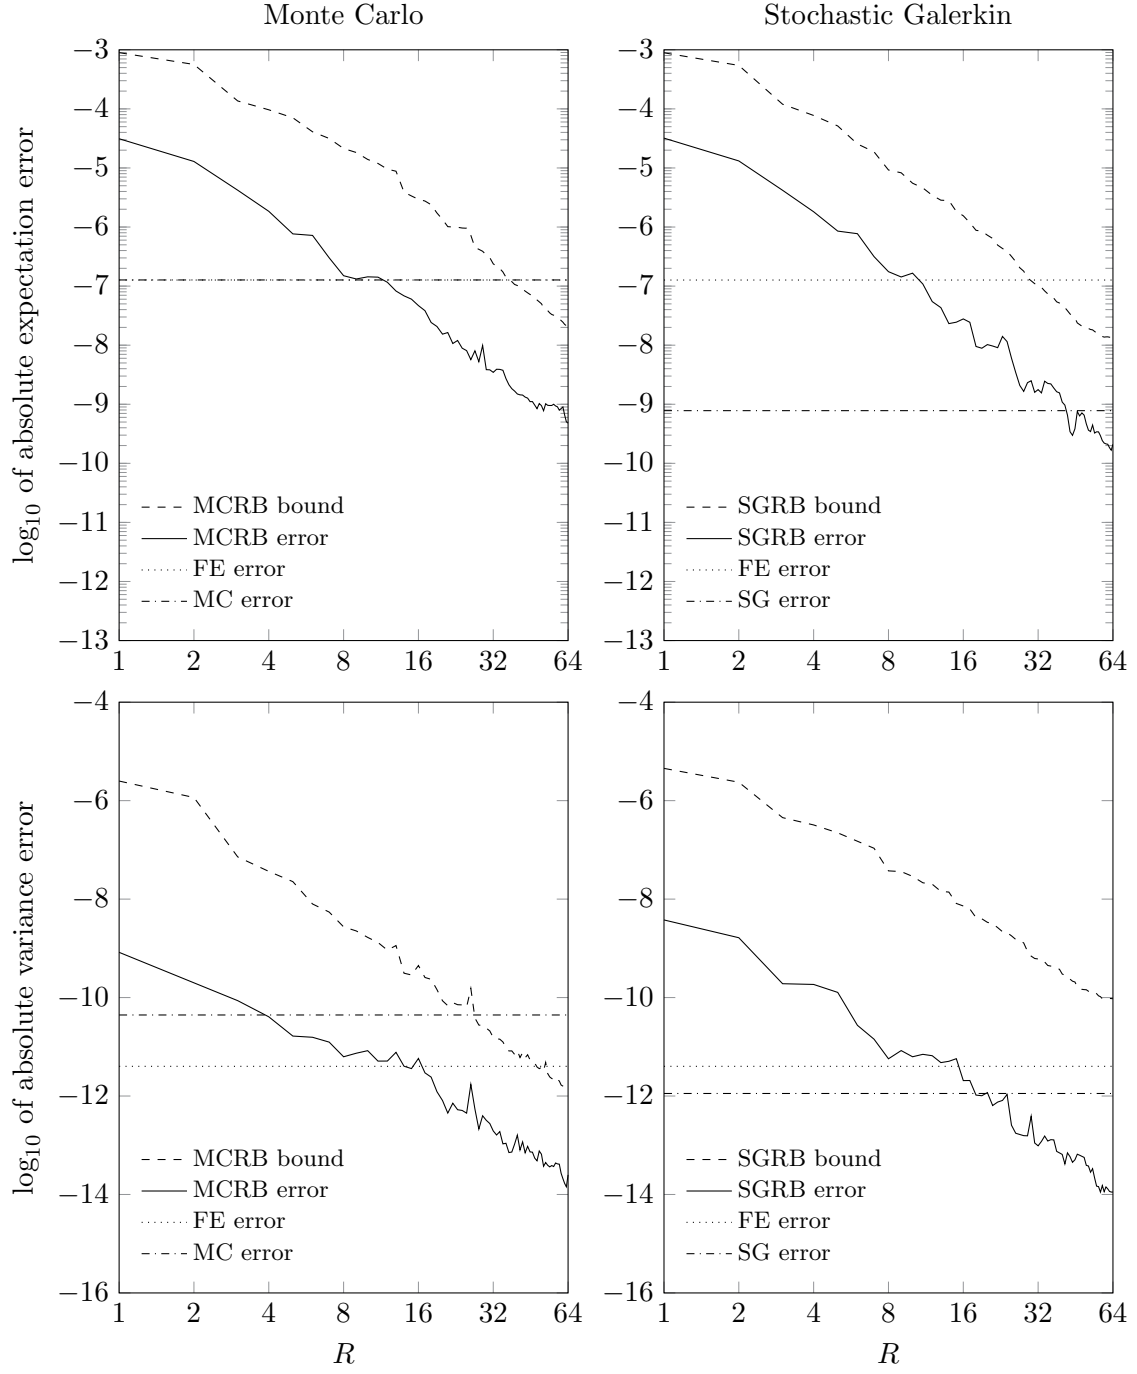 Monte Carlo
Stochastic Galerkin
log10 of absolute expectation error
−3
−4
−5
−6
−7
−8
−9
−10
−11
−12
−13
MCRB bound
MCRB error
FE error
MC error
1 2 4 8 16 32 64
−3
−4
−5
−6
−7
−8
−9
−10
−11
−12
−13
SGRB bound
SGRB error
FE error
SG error
1 2 4 8 16 32 64
log10 of absolute variance error
−4
−6
−8
−10
−12
−14
−16
MCRB bound
MCRB error
FE error
MC error
1 2 4 8 16 32 64
R
−4
−6
−8
−10
−12
−14
−16
SGRB bound
SGRB error
FE error
SG error
1 2 4 8 16 32 64
R